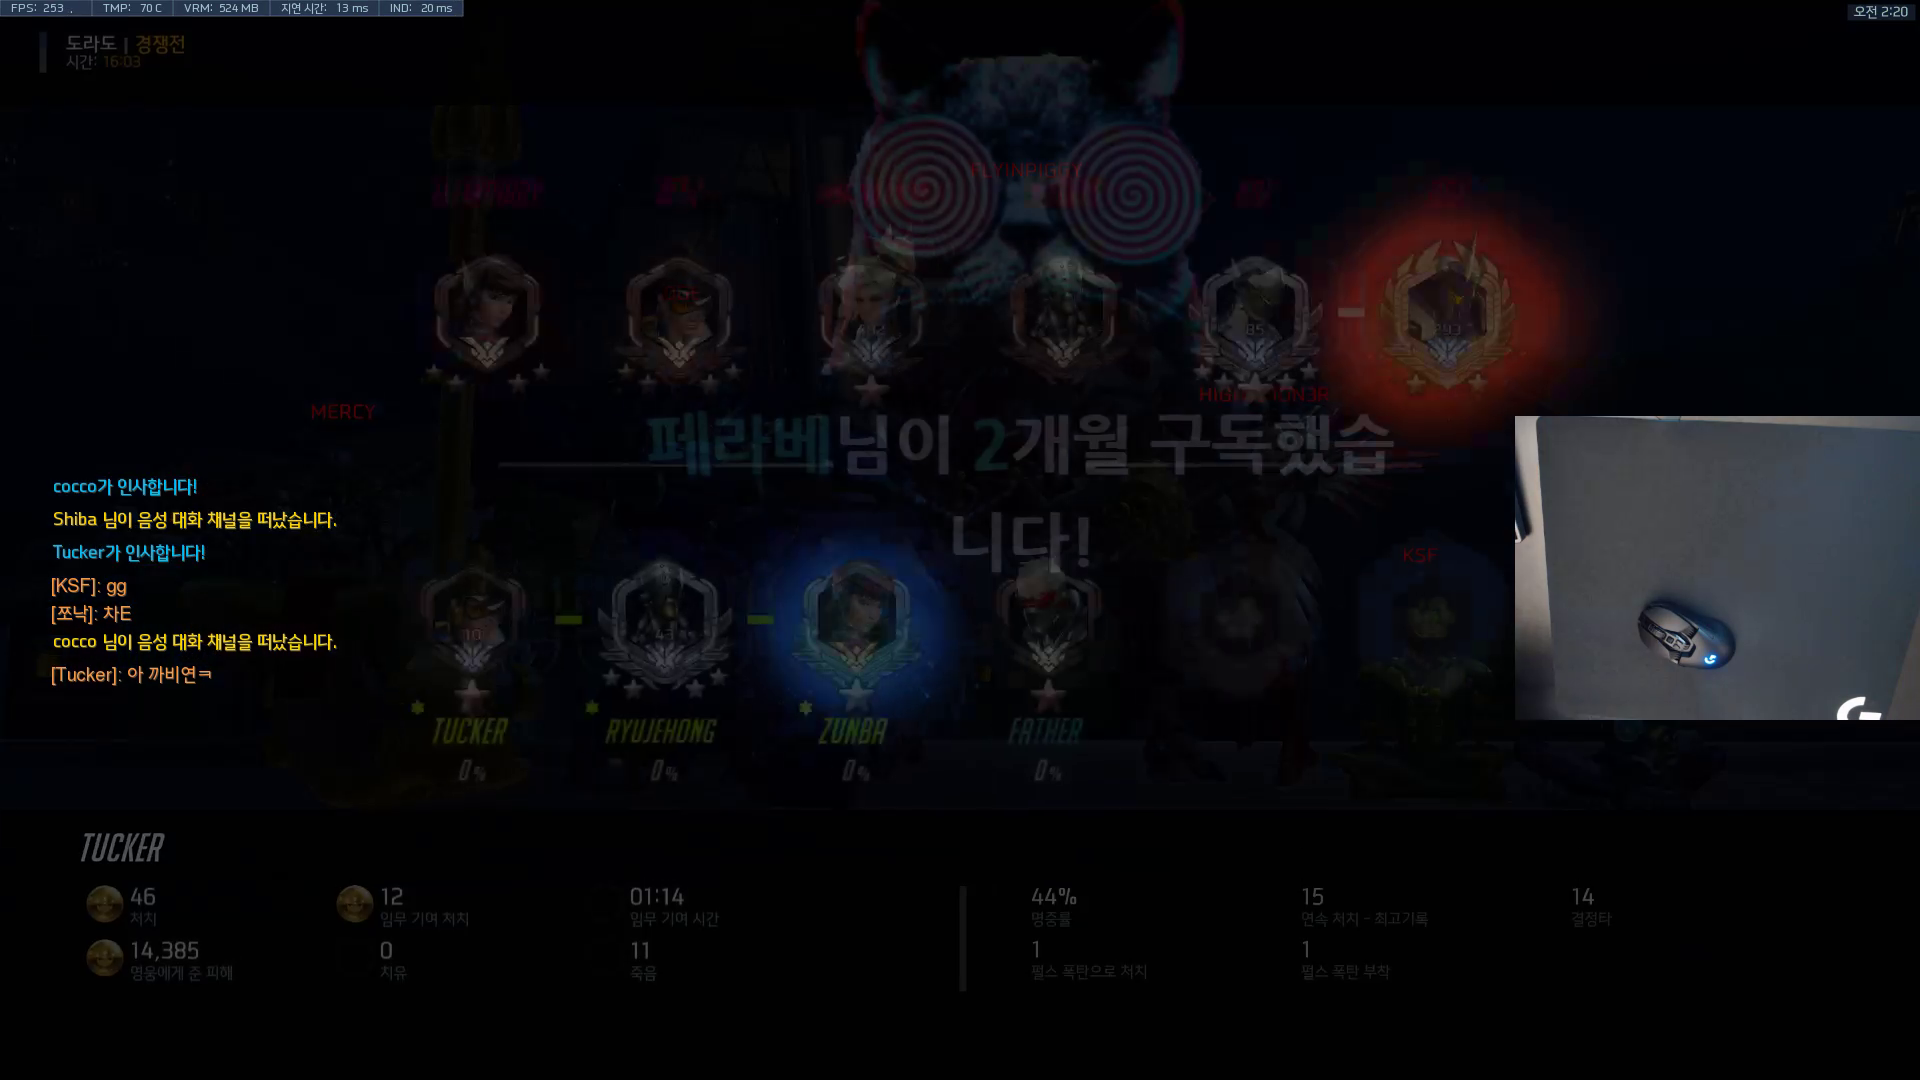 FPS: 253 TMP: 70 C VRM: 524 MB 지연 시간: 13 ms IND: 20 ms
오전 2:20
도라도 | 경쟁전
시간: 16:03
FLYINPIGGY
MERCY
페라베님이 2개월 구독했습
니다!
cocco가 인사합니다!
Shiba 님이 음성 대화 채널을 떠났습니다.
Tucker가 인사합니다!
[KSF]: gg
[쪼낙]: 차E
cocco 님이 음성 대화 채널을 떠났습니다.
[Tucker]: 아 까비연ㅋ
KSF
TUCKER RYUJEHONG ZUNBA FATHER
0% 0% 0% 0%
TUCKER
46 12 01:14 44% 15 14
처치 임무 기여 처치 임무 기여 시간 명중률 연속 처치 - 최고기록 결정타
14,385 0 11 1 1
영웅에게 준 피해 치유 죽음 펄스 폭탄으로 처치 펄스 폭탄 부착